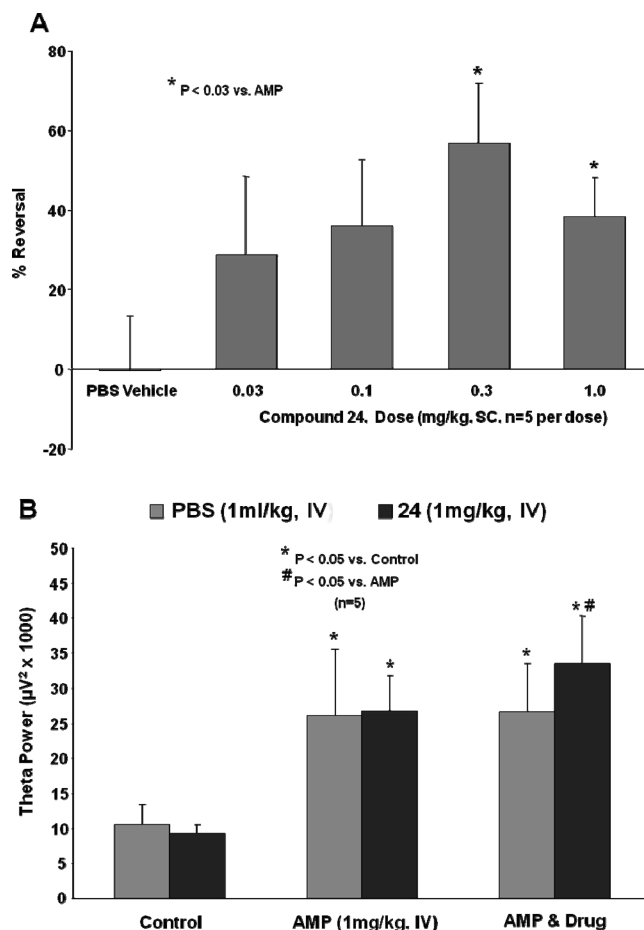 A
80
* P < 0.03 vs. AMP
*
60
*
40
% Reversal
20
0
PBS Vehicle 0.03 0.1 0.3 1.0
Compound 24, Dose (mg/kg, SC, n=5 per dose)
-20
B
PBS (1ml/kg, IV) 24 (1mg/kg, IV)
50
* P < 0.05 vs. Control
45
# P < 0.05 vs. AMP
(n=5)
40
*#
35
* * *
30
25
Theta Power (µV² x 1000)
20
15
10
5
0
Control AMP (1mg/kg, IV) AMP & Drug